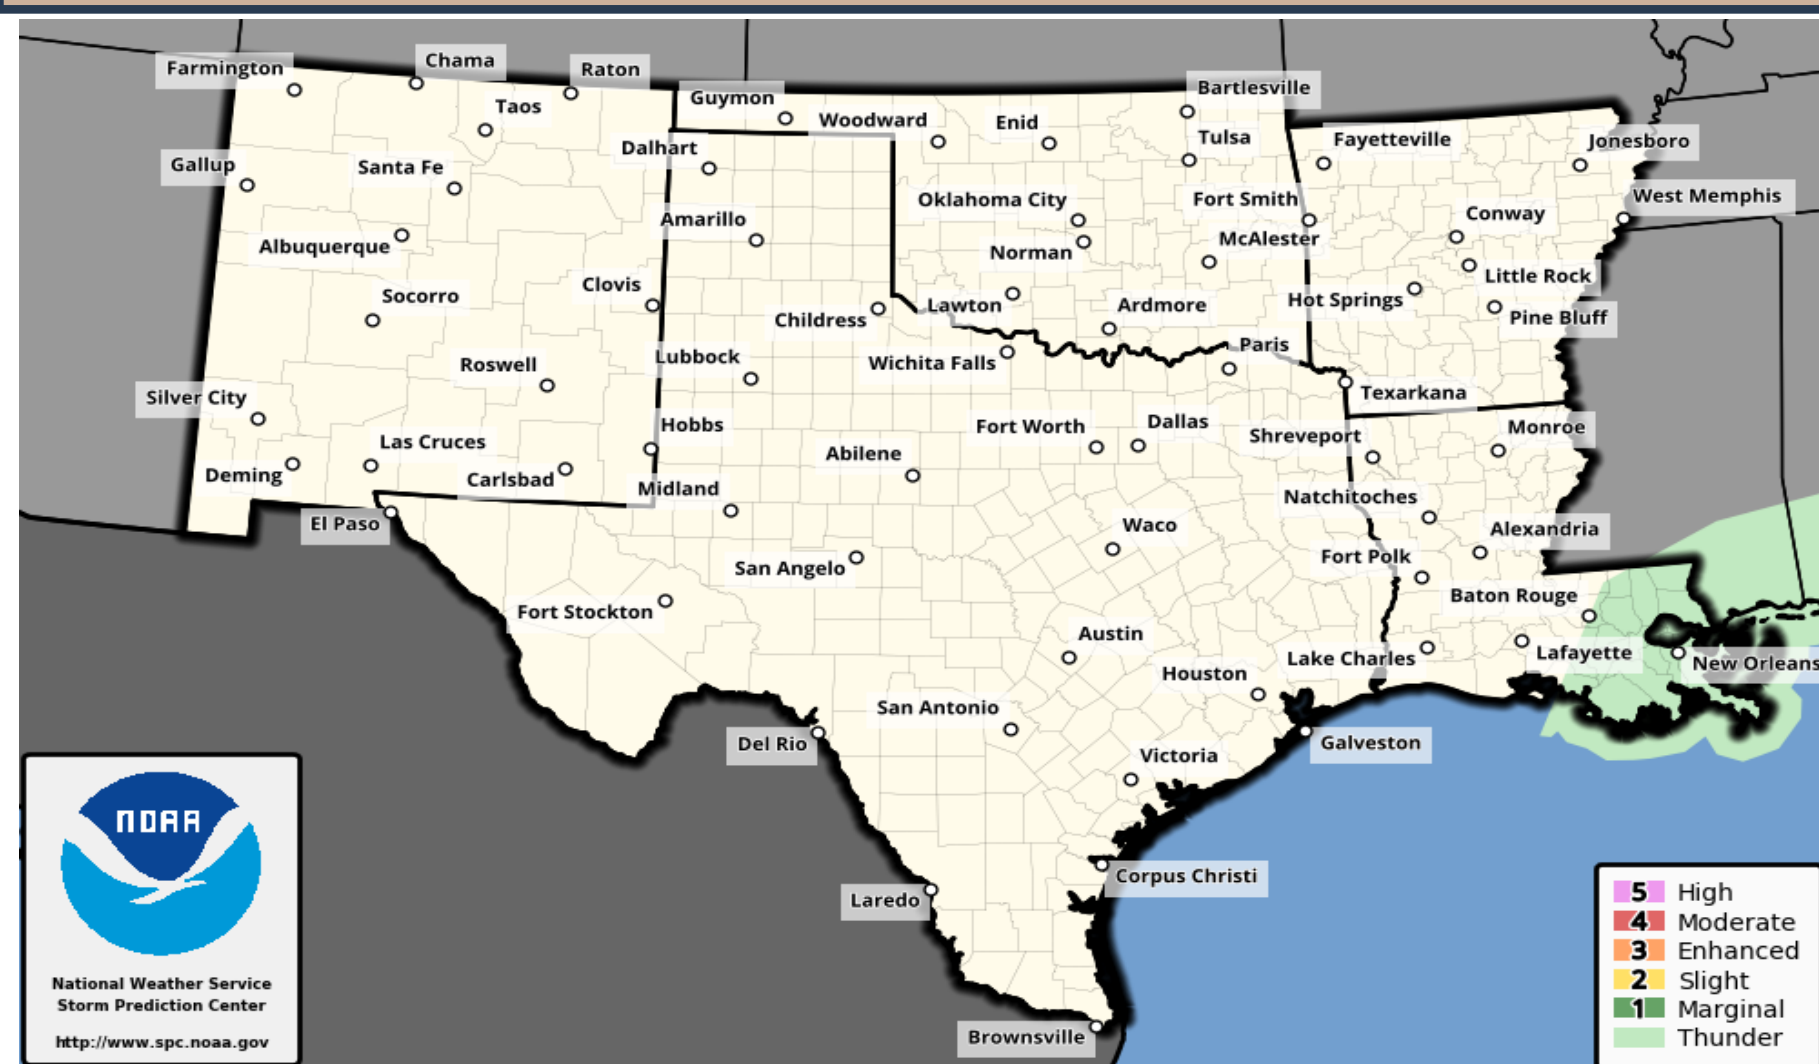 Farmington
Chama
Raton
Taos
Guymon
Woodward
Enid
Bartlesville
Tulsa
Fayetteville
Jonesboro
Gallup
Santa Fe
Dalhart
Oklahoma City
Fort Smith
West Memphis
Amarillo
Conway
Albuquerque
Norman
McAlester
Little Rock
Socorro
Clovis
Lawton
Ardmore
Hot Springs
Pine Bluff
Childress
Paris
Roswell
Lubbock
Wichita Falls
Texarkana
Silver City
Hobbs
Fort Worth
Dallas
Shreveport
Monroe
Las Cruces
Abilene
Deming
Carlsbad
Midland
Natchitoches
El Paso
Waco
Alexandria
San Angelo
Fort Polk
Fort Stockton
Baton Rouge
Austin
Lake Charles
Lafayette
New Orleans
Houston
San Antonio
Del Rio
Victoria
Galveston
Corpus Christi
Laredo
Brownsville
NOAA
National Weather Service
Storm Prediction Center
http://www.spc.noaa.gov
5 High
4 Moderate
3 Enhanced
2 Slight
1 Marginal
Thunder